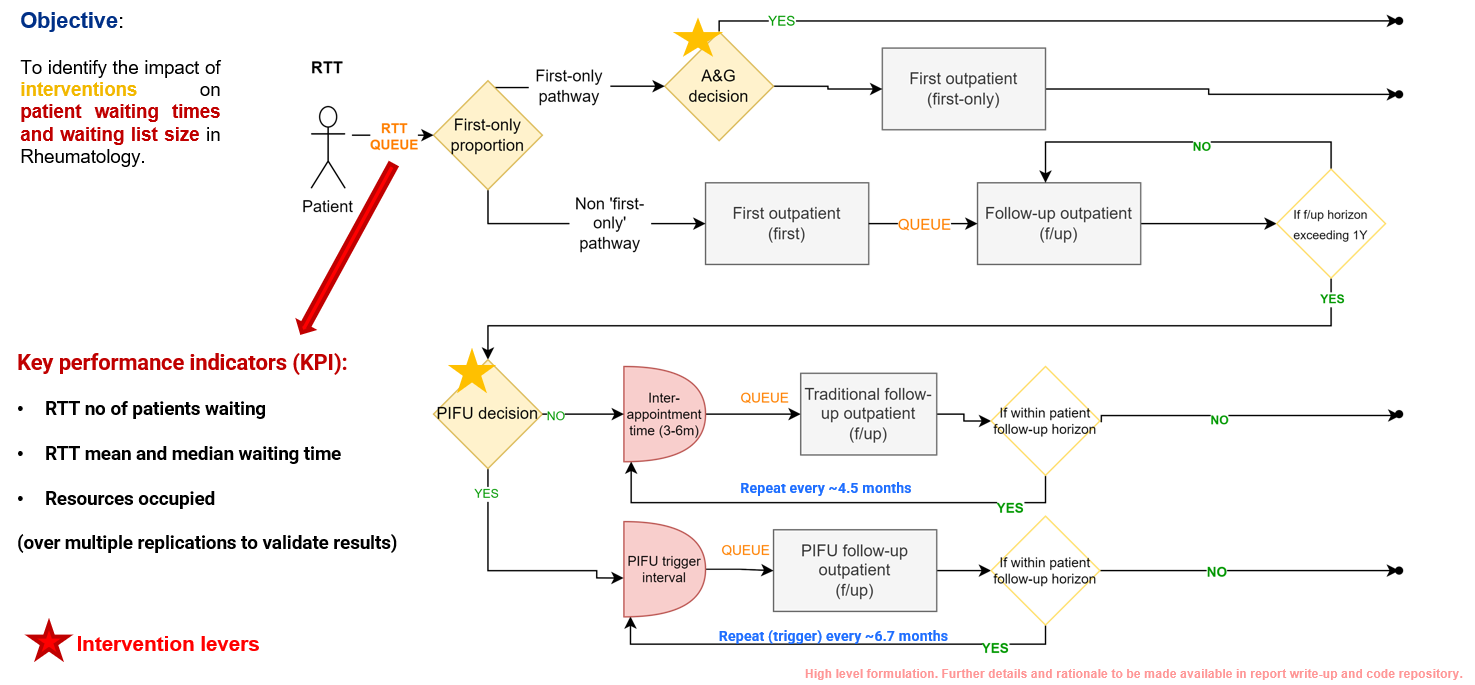 Objective:
To identify the impact of
interventions on
patient waiting times
and waiting list size in
Rheumatology.
RTT
Patient
RTT
QUEUE
First-only
proportion
First-only
pathway
A&G
decision
YES
First outpatient
(first-only)
Non 'first-
only'
pathway
First outpatient
(first)
QUEUE
Follow-up outpatient
(f/up)
NO
If f/up horizon
exceeding 1Y
YES
Key performance indicators (KPI):
• RTT no of patients waiting
• RTT mean and median waiting time
• Resources occupied
(over multiple replications to validate results)
PIFU decision
NO
Inter-
appointment
time (3-6m)
QUEUE
Traditional follow-
up outpatient
(f/up)
If within patient
follow-up horizon
NO
Repeat every ~4.5 months
YES
YES
PIFU trigger
interval
QUEUE
PIFU follow-up
outpatient
(f/up)
If within patient
follow-up horizon
NO
Repeat (trigger) every ~6.7 months
YES
Intervention levers
High level formulation. Further details and rationale to be made available in report write-up and code repository.